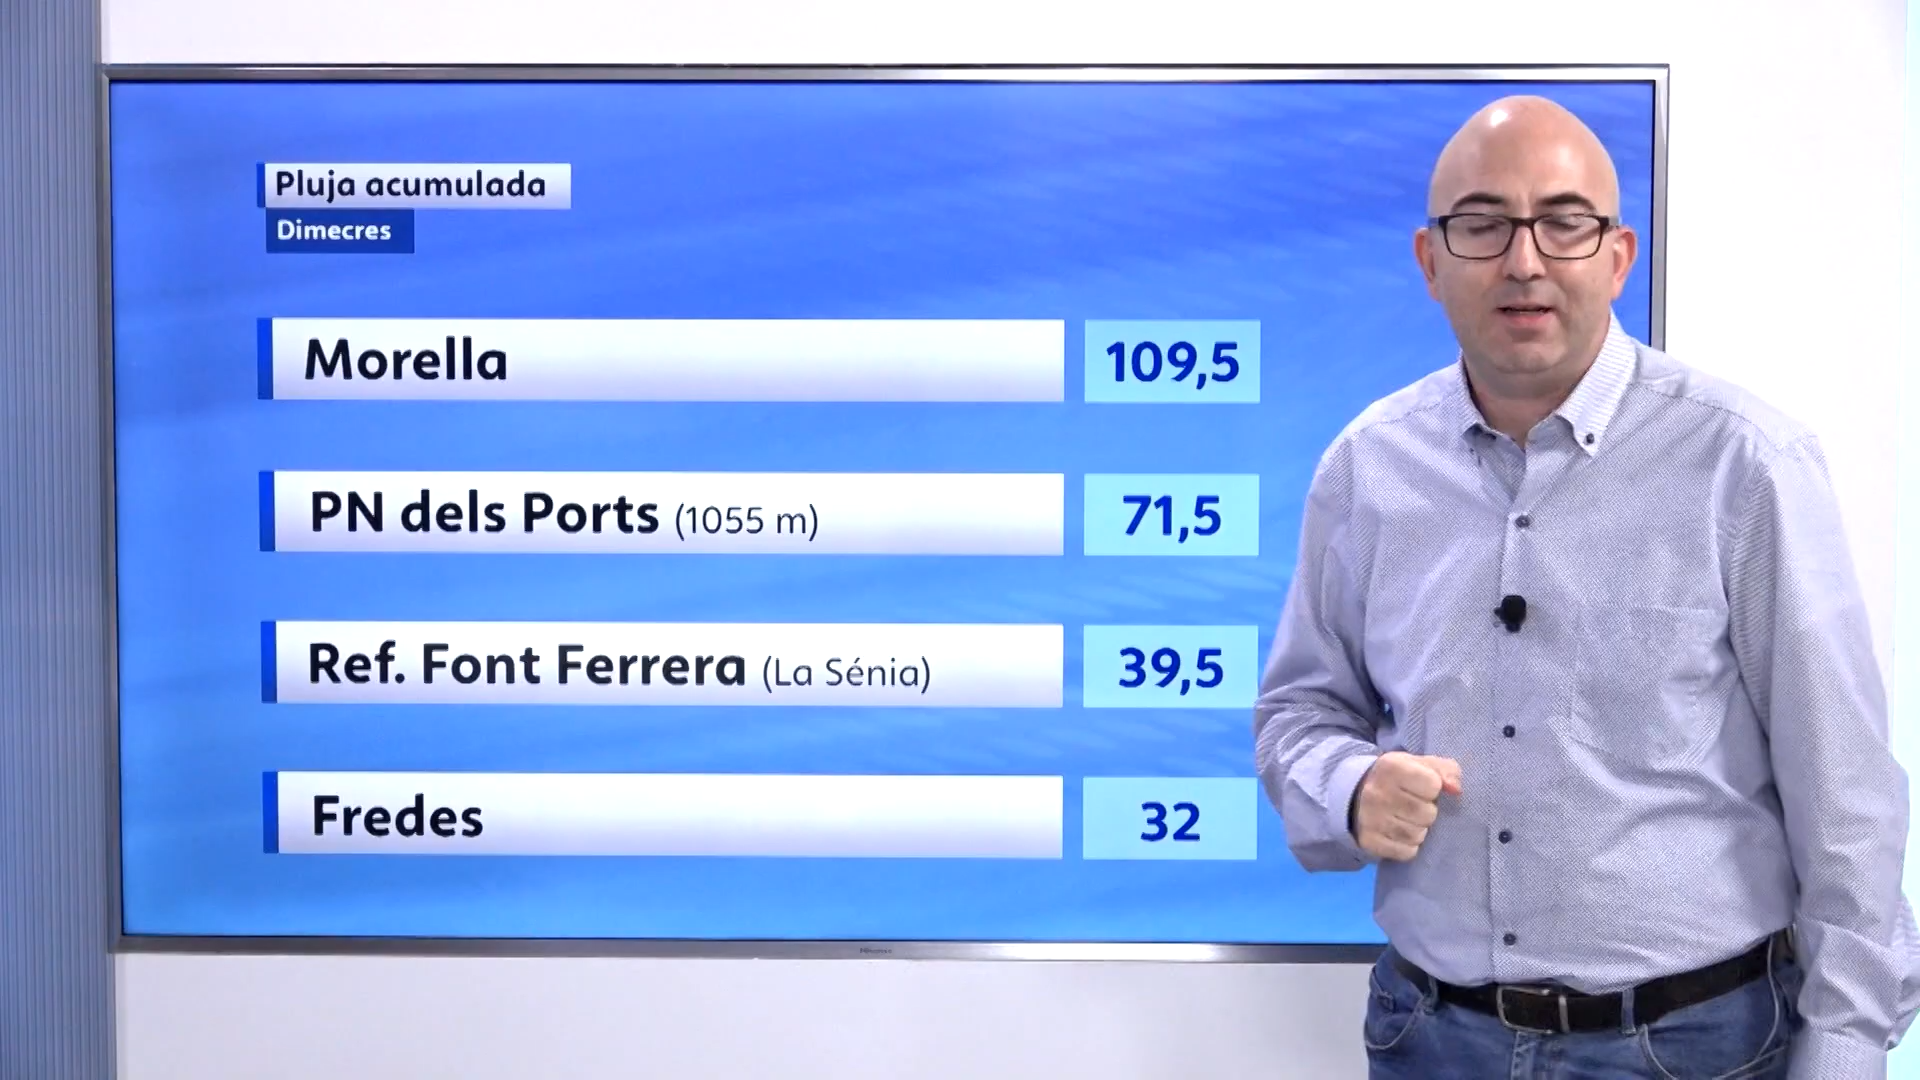 Pluja acumulada
Dimecres
Morella 109,5
PN dels Ports (1055 m) 71,5
Ref. Font Ferrera (La Sénia) 39,5
Fredes 32